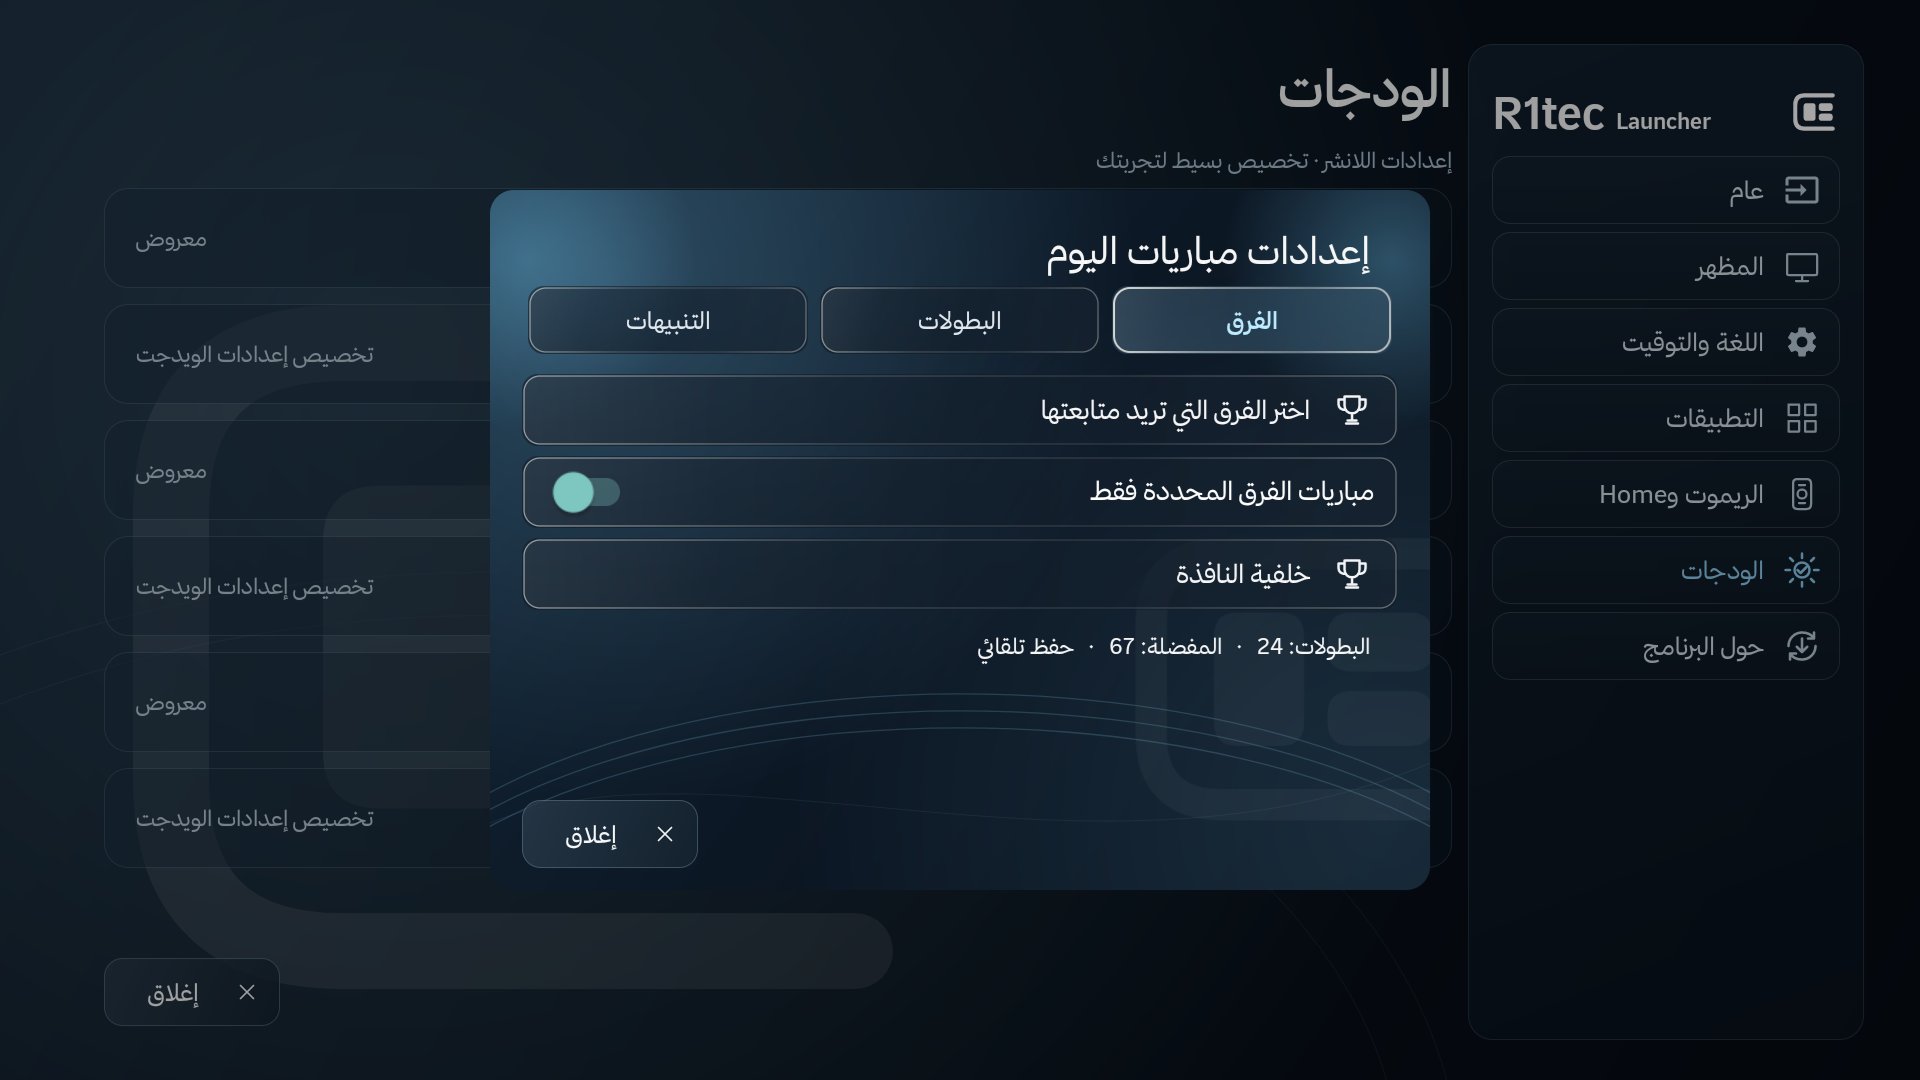 R1tec Launcher
عام
المظهر
اللغة والتوقيت
التطبيقات
الريموت وHome
الودجات
حول البرنامج
الودجات
إعدادات اللانشر · تخصيص بسيط لتجربتك
معروض
تخصيص إعدادات الويدجت
معروض
تخصيص إعدادات الويدجت
معروض
تخصيص إعدادات الويدجت
إعدادات مباريات اليوم
الفرق
البطولات
التنبيهات
اختر الفرق التي تريد متابعتها
مباريات الفرق المحددة فقط
خلفية النافذة
البطولات: 24 · المفضلة: 67 · حفظ تلقائي
إغلاق
إغلاق